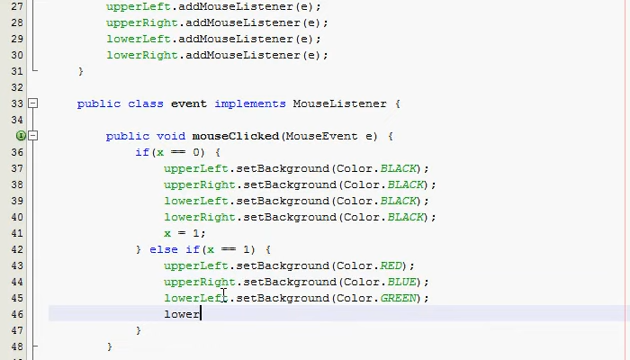 27 upperLeft.addMouseListener(e);
28 upperRight.addMouseListener(e);
29 lowerLeft.addMouseListener(e);
30 lowerRight.addMouseListener(e);
31 }
32
33 public class event implements MouseListener {
34
public void mouseClicked(MouseEvent e) {
36 if(x == 0) {
37 upperLeft.setBackground(Color.BLACK);
38 upperRight.setBackground(Color.BLACK);
39 lowerLeft.setBackground(Color.BLACK);
40 lowerRight.setBackground(Color.BLACK);
41 x = 1;
42 } else if(x == 1) {
43 upperLeft.setBackground(Color.RED);
44 upperRight.setBackground(Color.BLUE);
45 lowerLeft.setBackground(Color.GREEN);
46 lower
47 }
48 }